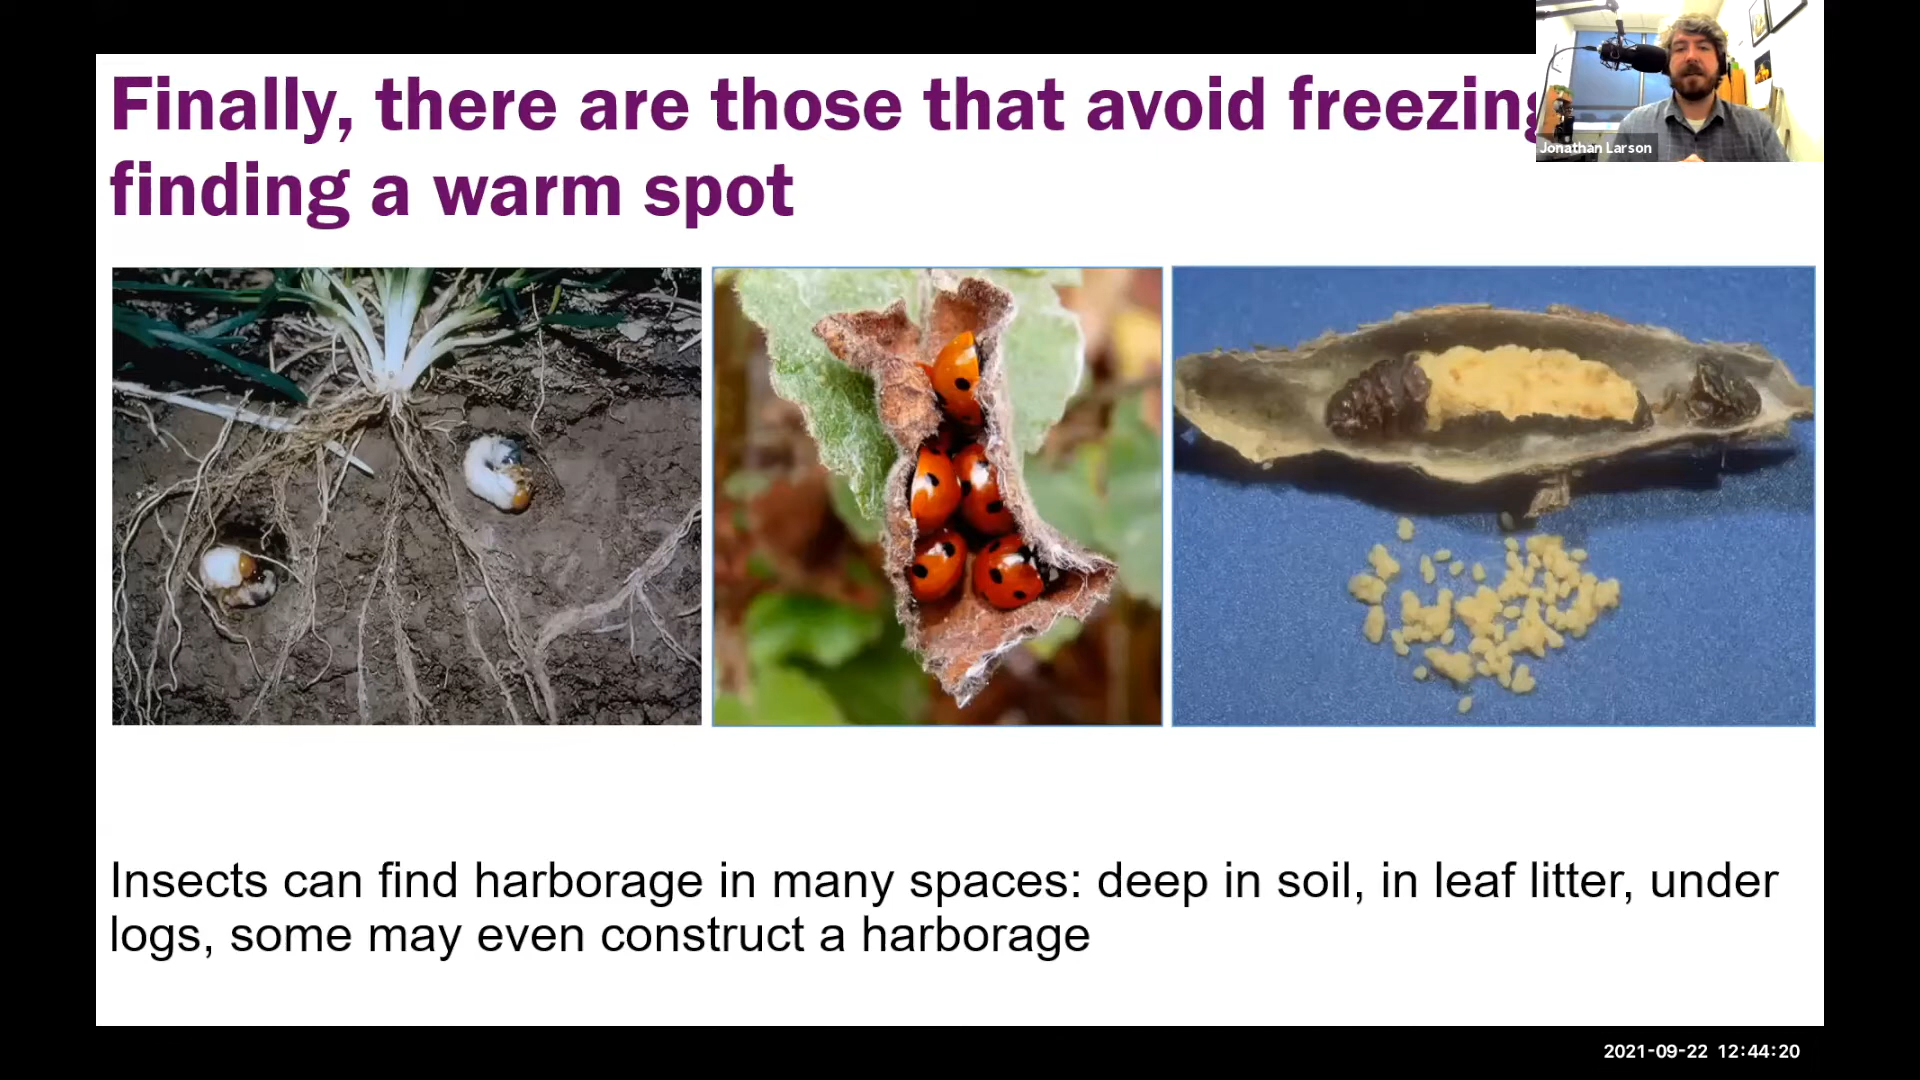 Finally, there are those that avoid freezing
finding a warm spot
Jonathan Larson
Insects can find harborage in many spaces: deep in soil, in leaf litter, under
logs, some may even construct a harborage
2021-09-22 12:44:20